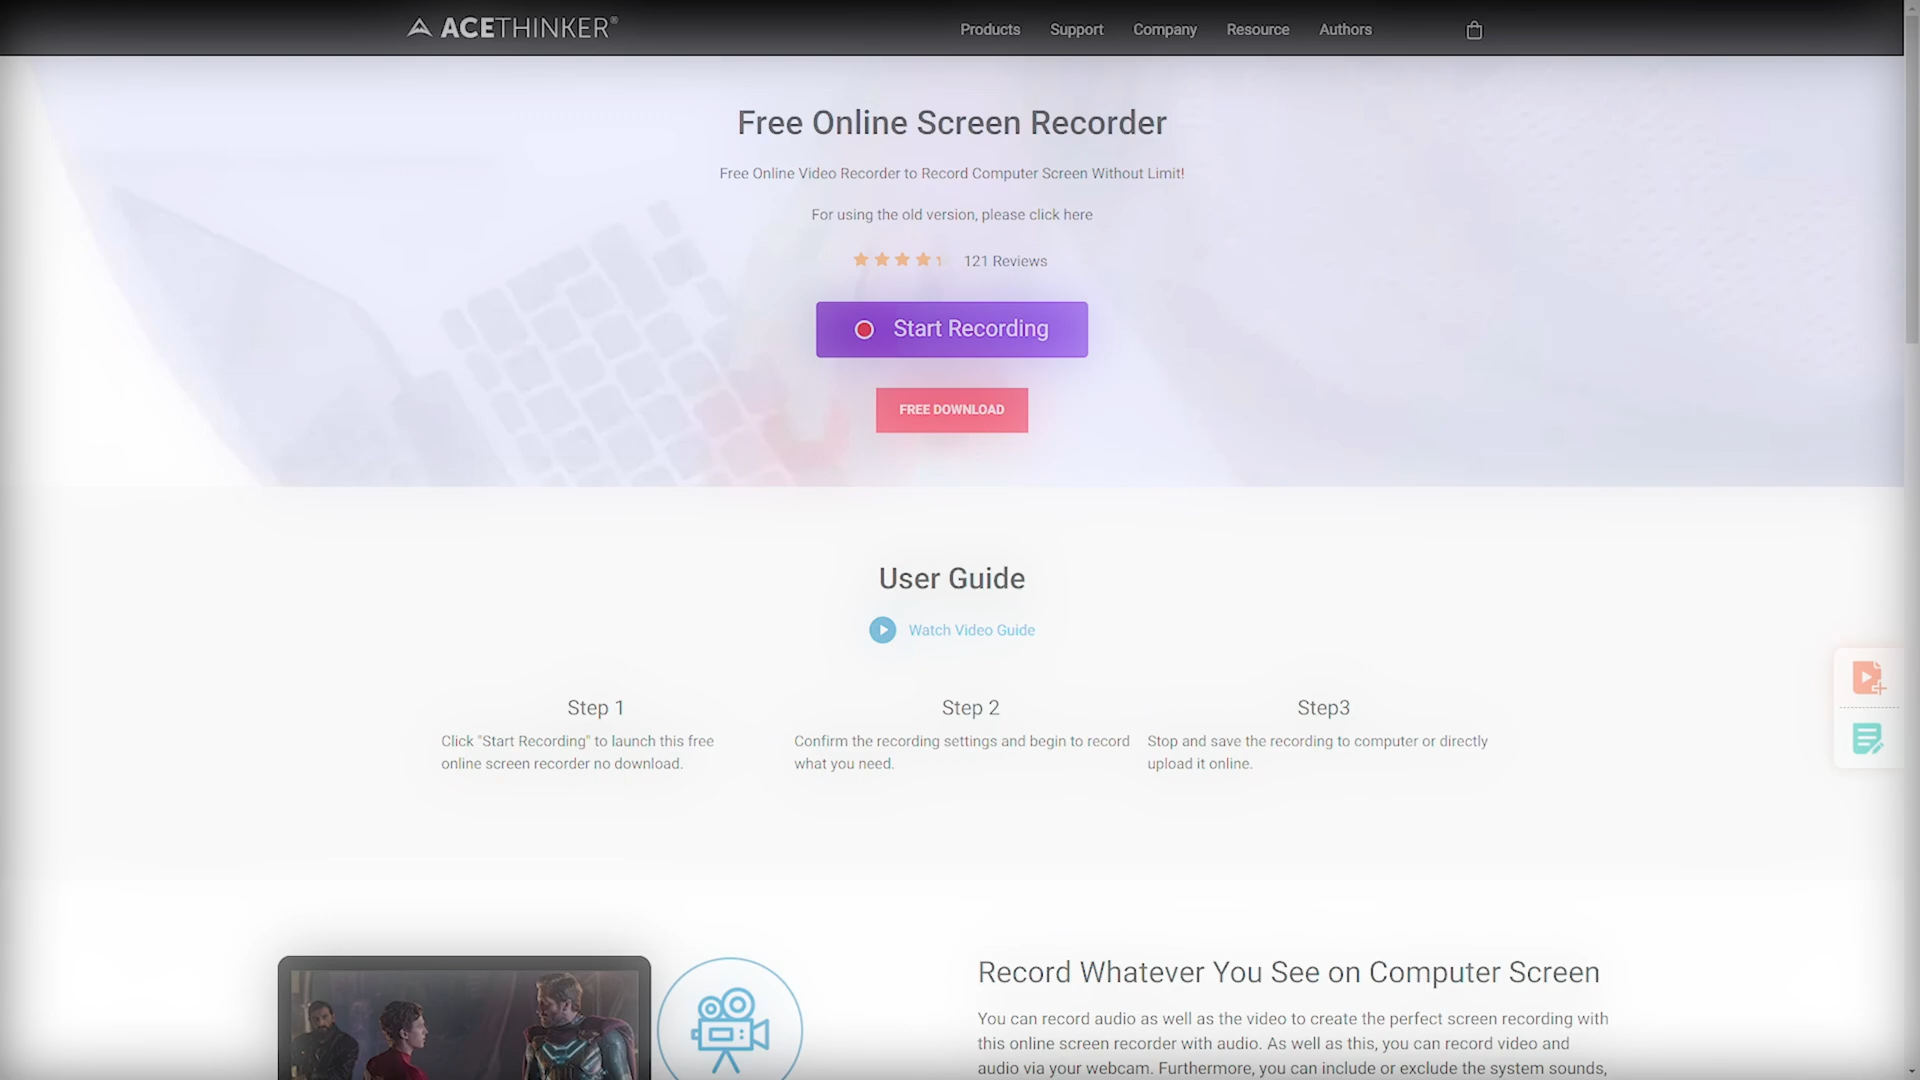 ACETHINKER®
Products Support Company Resource Authors
Free Online Screen Recorder
Free Online Video Recorder to Record Computer Screen Without Limit!
For using the old version, please click here
121 Reviews
Start Recording
FREE DOWNLOAD
User Guide
Watch Video Guide
Step 1
Click "Start Recording" to launch this free
online screen recorder no download.
Step 2
Confirm the recording settings and begin to record
what you need.
Step3
Stop and save the recording to computer or directly
upload it online.
Record Whatever You See on Computer Screen
You can record audio as well as the video to create the perfect screen recording with
this online screen recorder with audio. As well as this, you can record video and
audio via your webcam. Furthermore, you can include or exclude the system sounds,